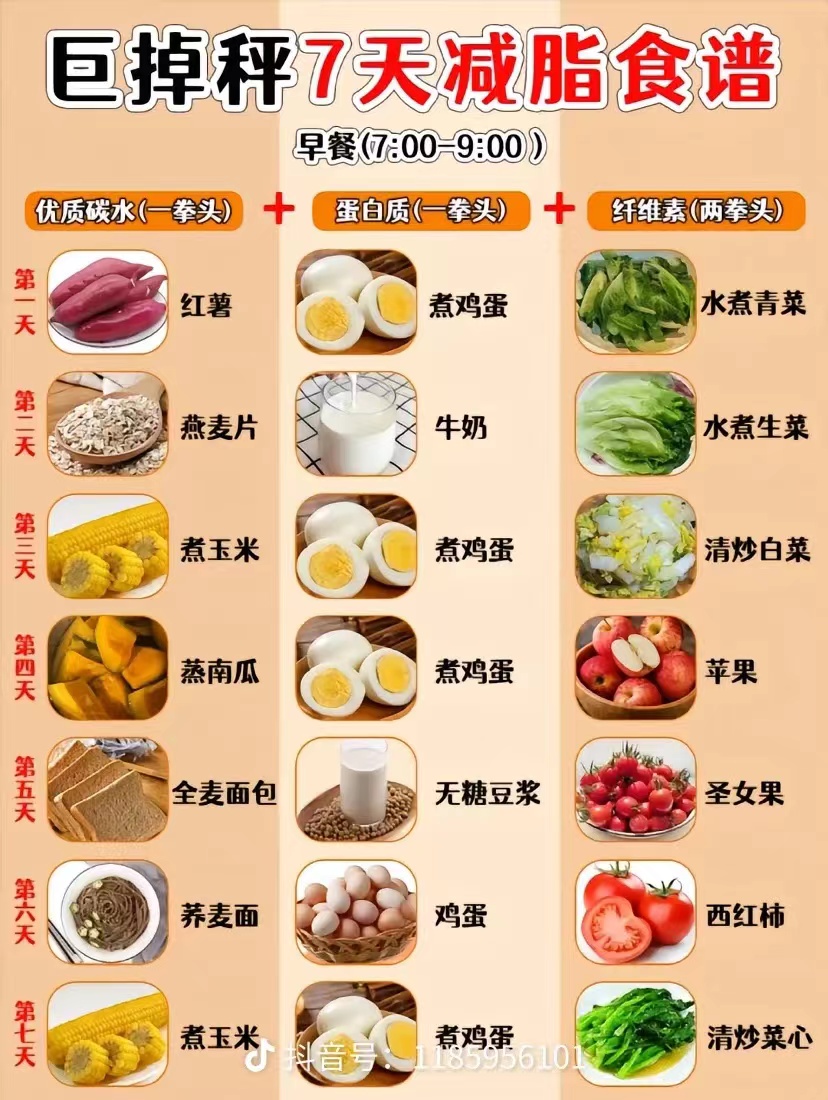 巨掉秤7天减脂食谱
早餐(7:00-9:00)
优质碳水(一拳头) + 蛋白质(一拳头) + 纤维素(两拳头)
第一天 红薯 煮鸡蛋 水煮青菜
第二天 燕麦片 牛奶 水煮生菜
第三天 煮玉米 煮鸡蛋 清炒白菜
第四天 蒸南瓜 煮鸡蛋 苹果
第五天 全麦面包 无糖豆浆 圣女果
第六天 荞麦面 鸡蛋 西红柿
第七天 煮玉米 煮鸡蛋 清炒菜心
抖音号：1185956101